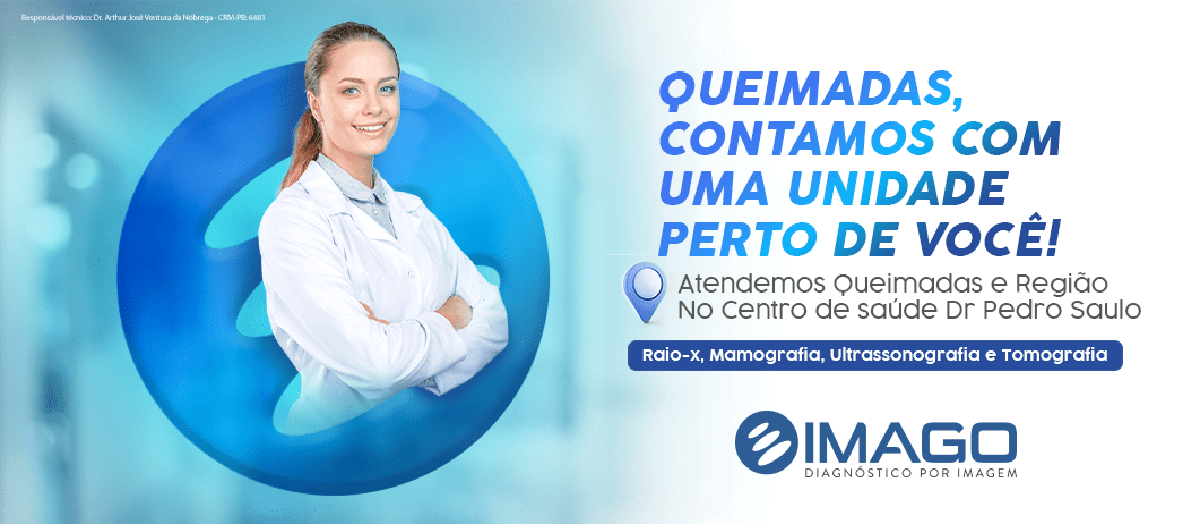 Responsável técnico: Dr. Arthur José Ventura da Nóbrega - CRM-PB: 6481
QUEIMADAS,
CONTAMOS COM
UMA UNIDADE
PERTO DE VOCÊ!
Atendemos Queimadas e Região
No Centro de saúde Dr Pedro Saulo
Raio-x, Mamografia, Ultrassonografia e Tomografia
IMAGO
DIAGNÓSTICO POR IMAGEM